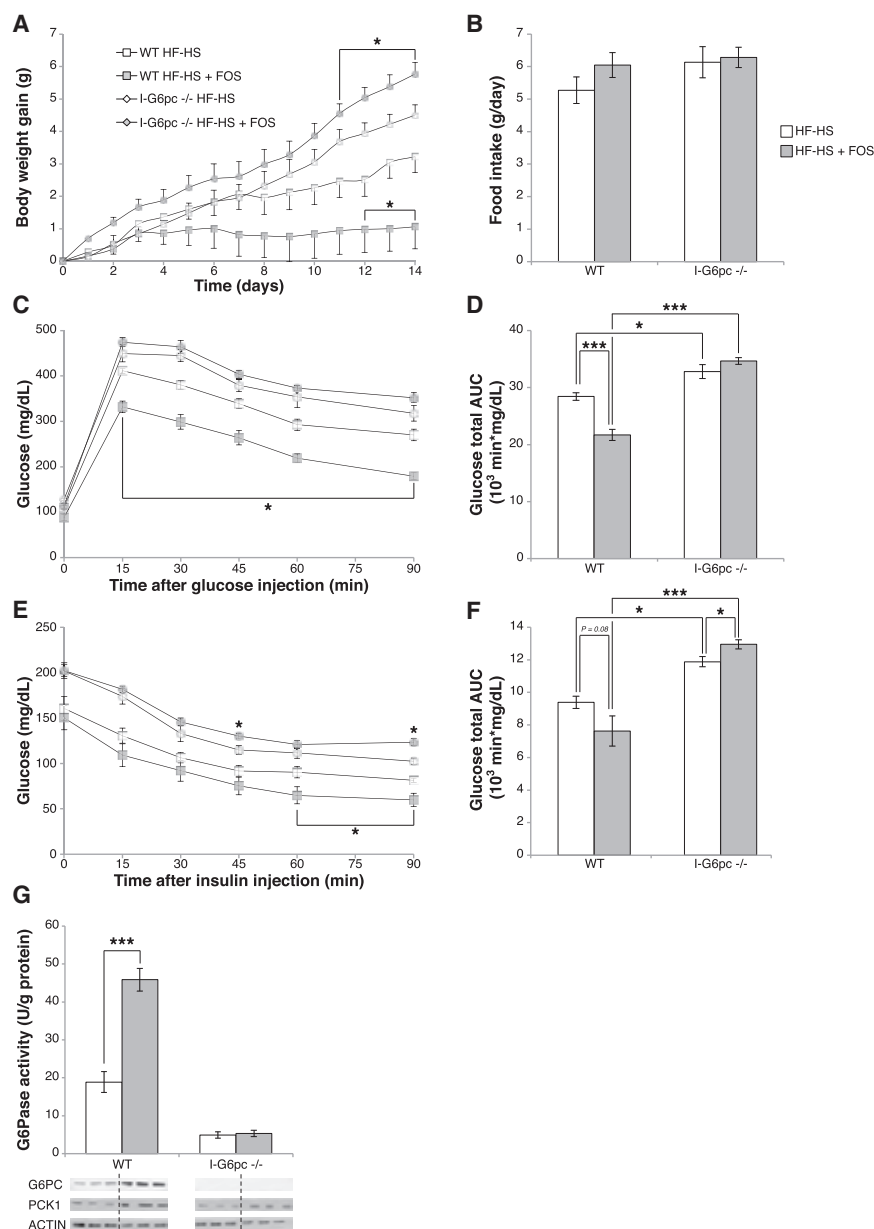 A
Body weight gain (g)
7
6
5
4
3
2
1
0
WT HF-HS
WT HF-HS + FOS
I-G6pc -/- HF-HS
I-G6pc -/- HF-HS + FOS
*
*
0 2 4 6 8 10 12 14
Time (days)
B
Food intake (g/day)
7
6
5
4
3
2
1
0
WT I-G6pc -/-
HF-HS
HF-HS + FOS
C
Glucose (mg/dL)
500
400
300
200
100
0
*
0 15 30 45 60 75 90
Time after glucose injection (min)
D
Glucose total AUC
(10³ min*mg/dL)
40
30
20
10
0
***
*
***
WT I-G6pc -/-
E
Glucose (mg/dL)
250
200
150
100
50
0
*
*
*
0 15 30 45 60 75 90
Time after insulin injection (min)
F
Glucose total AUC
(10³ min*mg/dL)
14
12
10
8
6
4
2
0
***
*
*
P = 0.08
WT I-G6pc -/-
G
G6Pase activity (U/g protein)
60
50
40
30
20
10
0
***
WT I-G6pc -/-
G6PC
PCK1
ACTIN